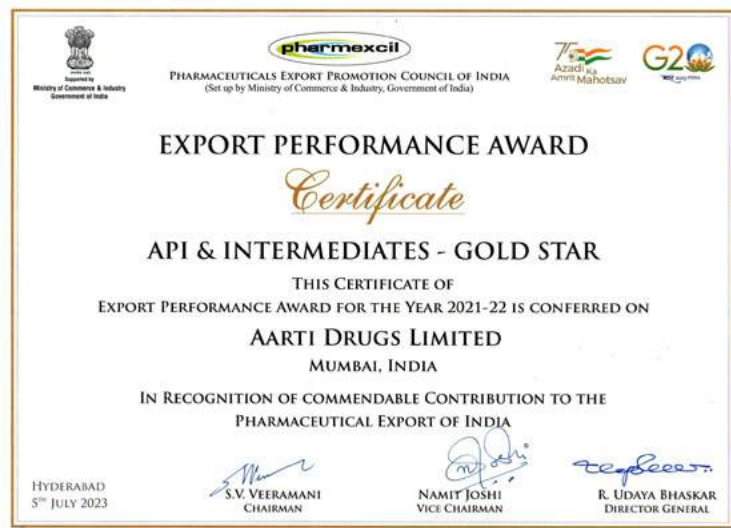 Supported by
Ministry of Commerce & Industry
Government of India
pharmexcil
PHARMACEUTICALS EXPORT PROMOTION COUNCIL OF INDIA
(Set up by Ministry of Commerce & Industry, Government of India)
75
Azadi Ka
Amrit Mahotsav
G20
EXPORT PERFORMANCE AWARD
Certificate
API & INTERMEDIATES - GOLD STAR
THIS CERTIFICATE OF
EXPORT PERFORMANCE AWARD FOR THE YEAR 2021-22 IS CONFERRED ON
AARTI DRUGS LIMITED
MUMBAI, INDIA
IN RECOGNITION OF COMMENDABLE CONTRIBUTION TO THE
PHARMACEUTICAL EXPORT OF INDIA
HYDERABAD
5TH JULY 2023
S.V. VEERAMANI
CHAIRMAN
NAMIT JOSHI
VICE CHAIRMAN
R. UDAYA BHASKAR
DIRECTOR GENERAL